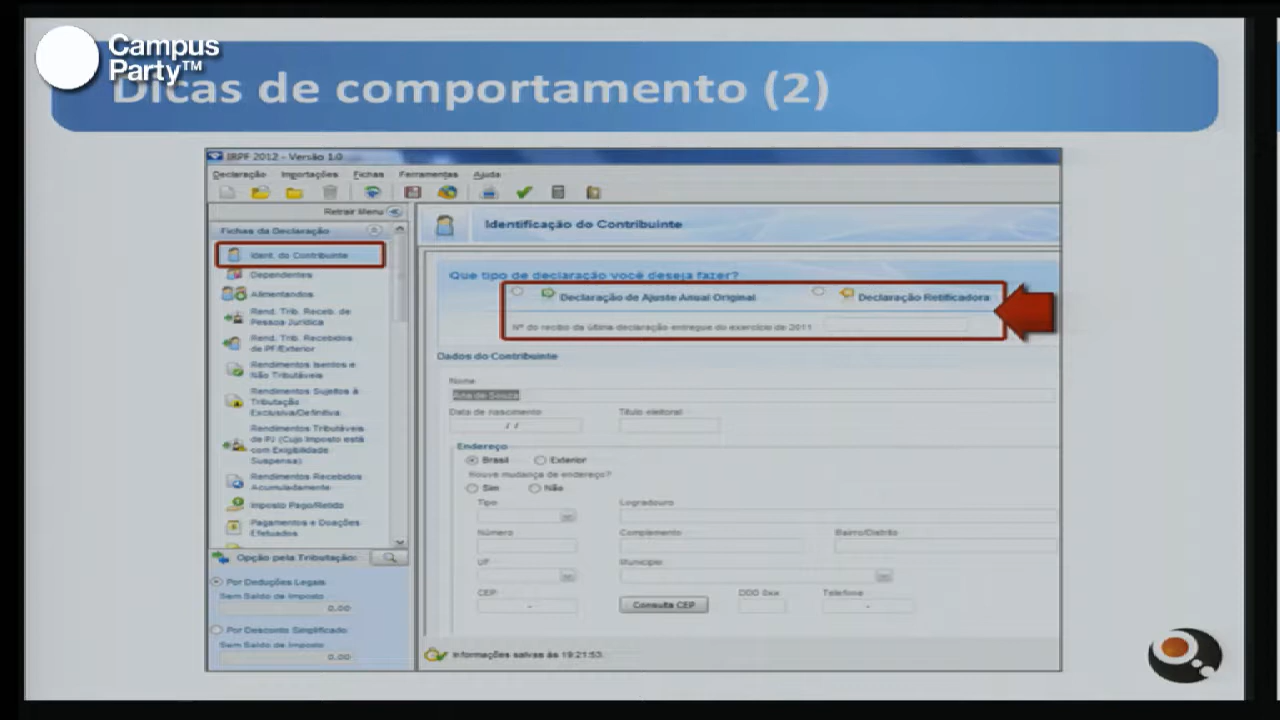 Campus
Party™
Dicas de comportamento (2)
IRPF 2012 - Versão 1.0
Declaração Importações Fichas Ferramentas Ajuda
Retrair Menu
Fichas da Declaração
Ident. do Contribuinte
Dependentes
Alimentandos
Rend. Trib. Receb. de
Pessoa Jurídica
Rend. Trib. Recebidos
de PF/Exterior
Rendimentos Isentos e
Não Tributáveis
Rendimentos Sujeitos à
Tributação
Exclusiva/Definitiva
Rendimentos Tributáveis
de PJ (Cujo Imposto está
com Exigibilidade
Suspensa)
Rendimentos Recebidos
Acumuladamente
Imposto Pago/Retido
Pagamentos e Doações
Efetuados
Opção pela Tributação:
Por Deduções Legais
Sem Saldo de Imposto
0,00
Por Desconto Simplificado
Sem Saldo de Imposto
0,00
Identificação do Contribuinte
Que tipo de declaração você deseja fazer?
Declaração de Ajuste Anual Original Declaração Retificadora
Nº do recibo da última declaração entregue do exercício de 2011
Dados do Contribuinte
Nome
Ana de Souza
Data de nascimento Título eleitoral
/ /
Endereço
Brasil Exterior
Houve mudança de endereço?
Sim Não
Tipo Logradouro
Número Complemento Bairro/Distrito
UF Município
CEP DDD Telefone
- Consulta CEP -
Informações salvas às 19:21:53.